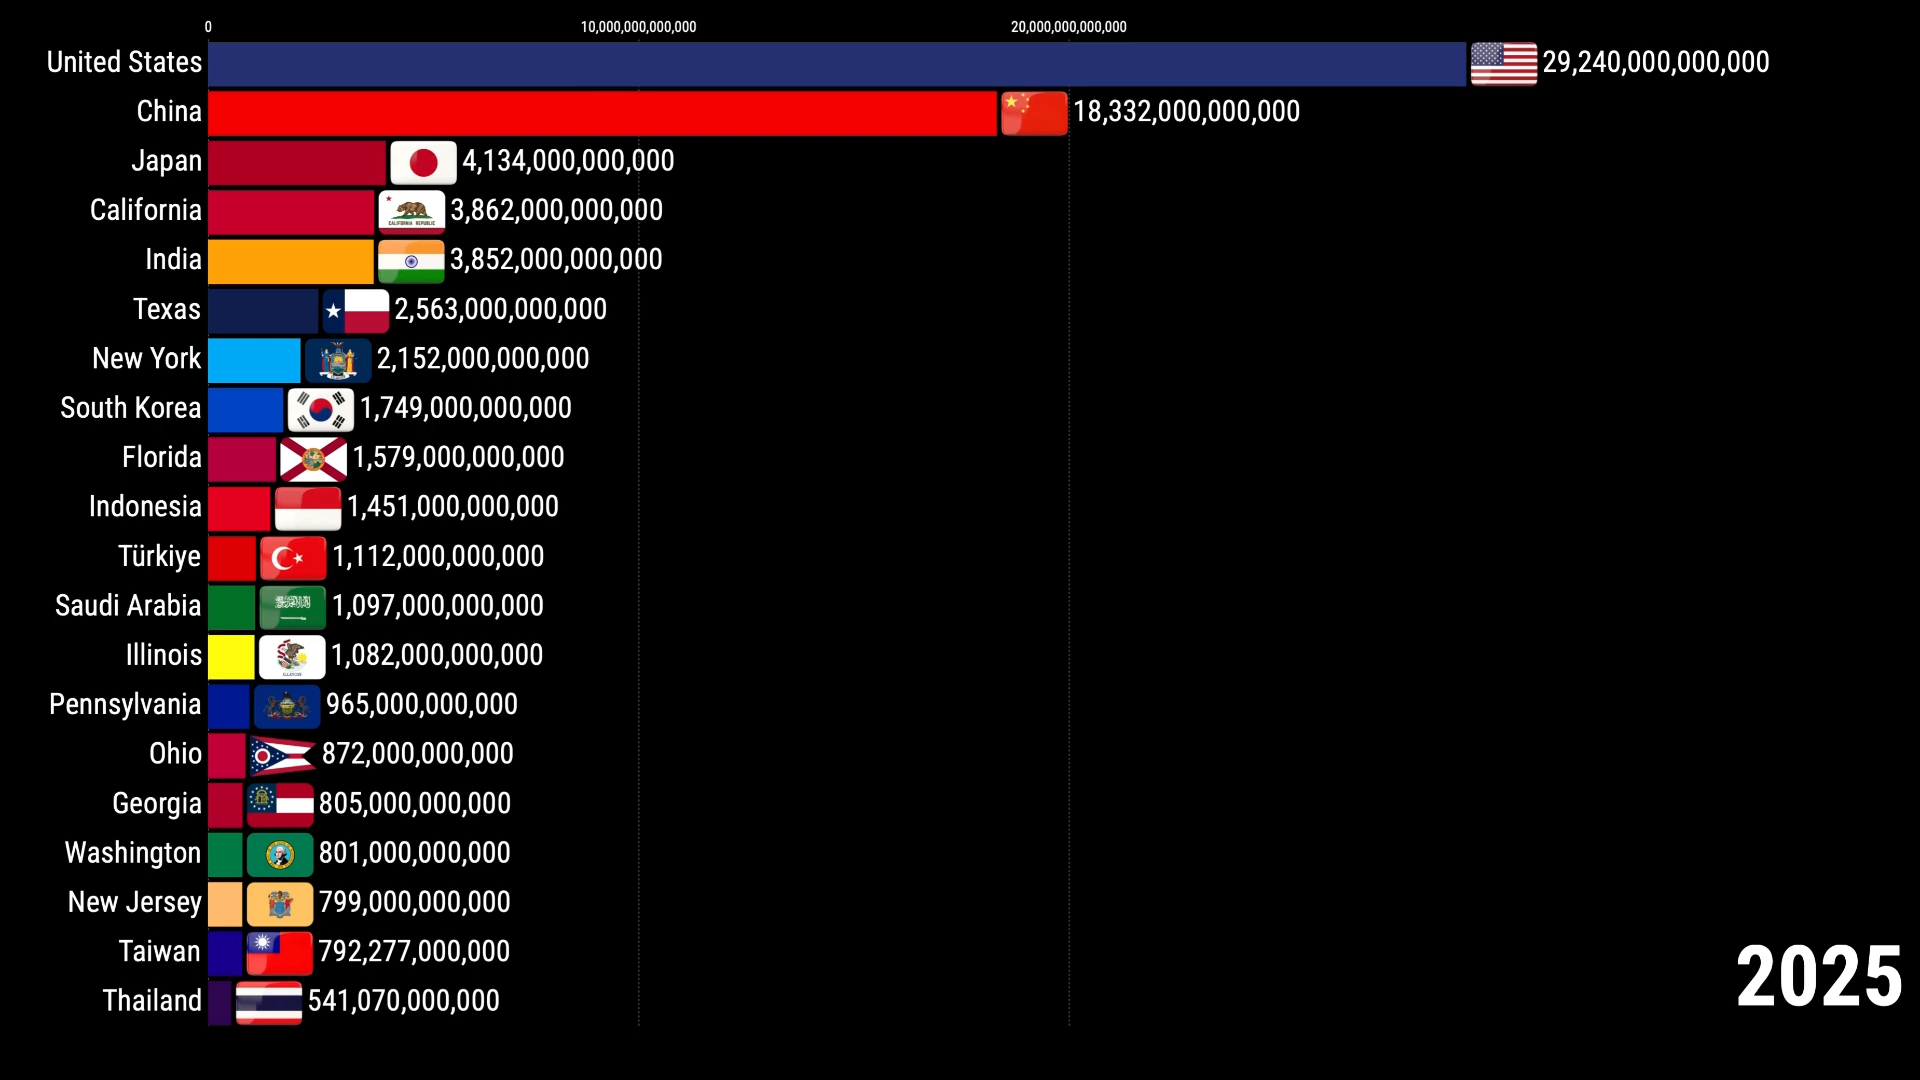 0 10,000,000,000,000 20,000,000,000,000
United States 29,240,000,000,000
China 18,332,000,000,000
Japan 4,134,000,000,000
California CALIFORNIA REPUBLIC 3,862,000,000,000
India 3,852,000,000,000
Texas 2,563,000,000,000
New York 2,152,000,000,000
South Korea 1,749,000,000,000
Florida 1,579,000,000,000
Indonesia 1,451,000,000,000
Türkiye 1,112,000,000,000
Saudi Arabia 1,097,000,000,000
Illinois ILLINOIS 1,082,000,000,000
Pennsylvania 965,000,000,000
Ohio 872,000,000,000
Georgia 805,000,000,000
Washington 801,000,000,000
New Jersey 799,000,000,000
Taiwan 792,277,000,000
Thailand 541,070,000,000
2025